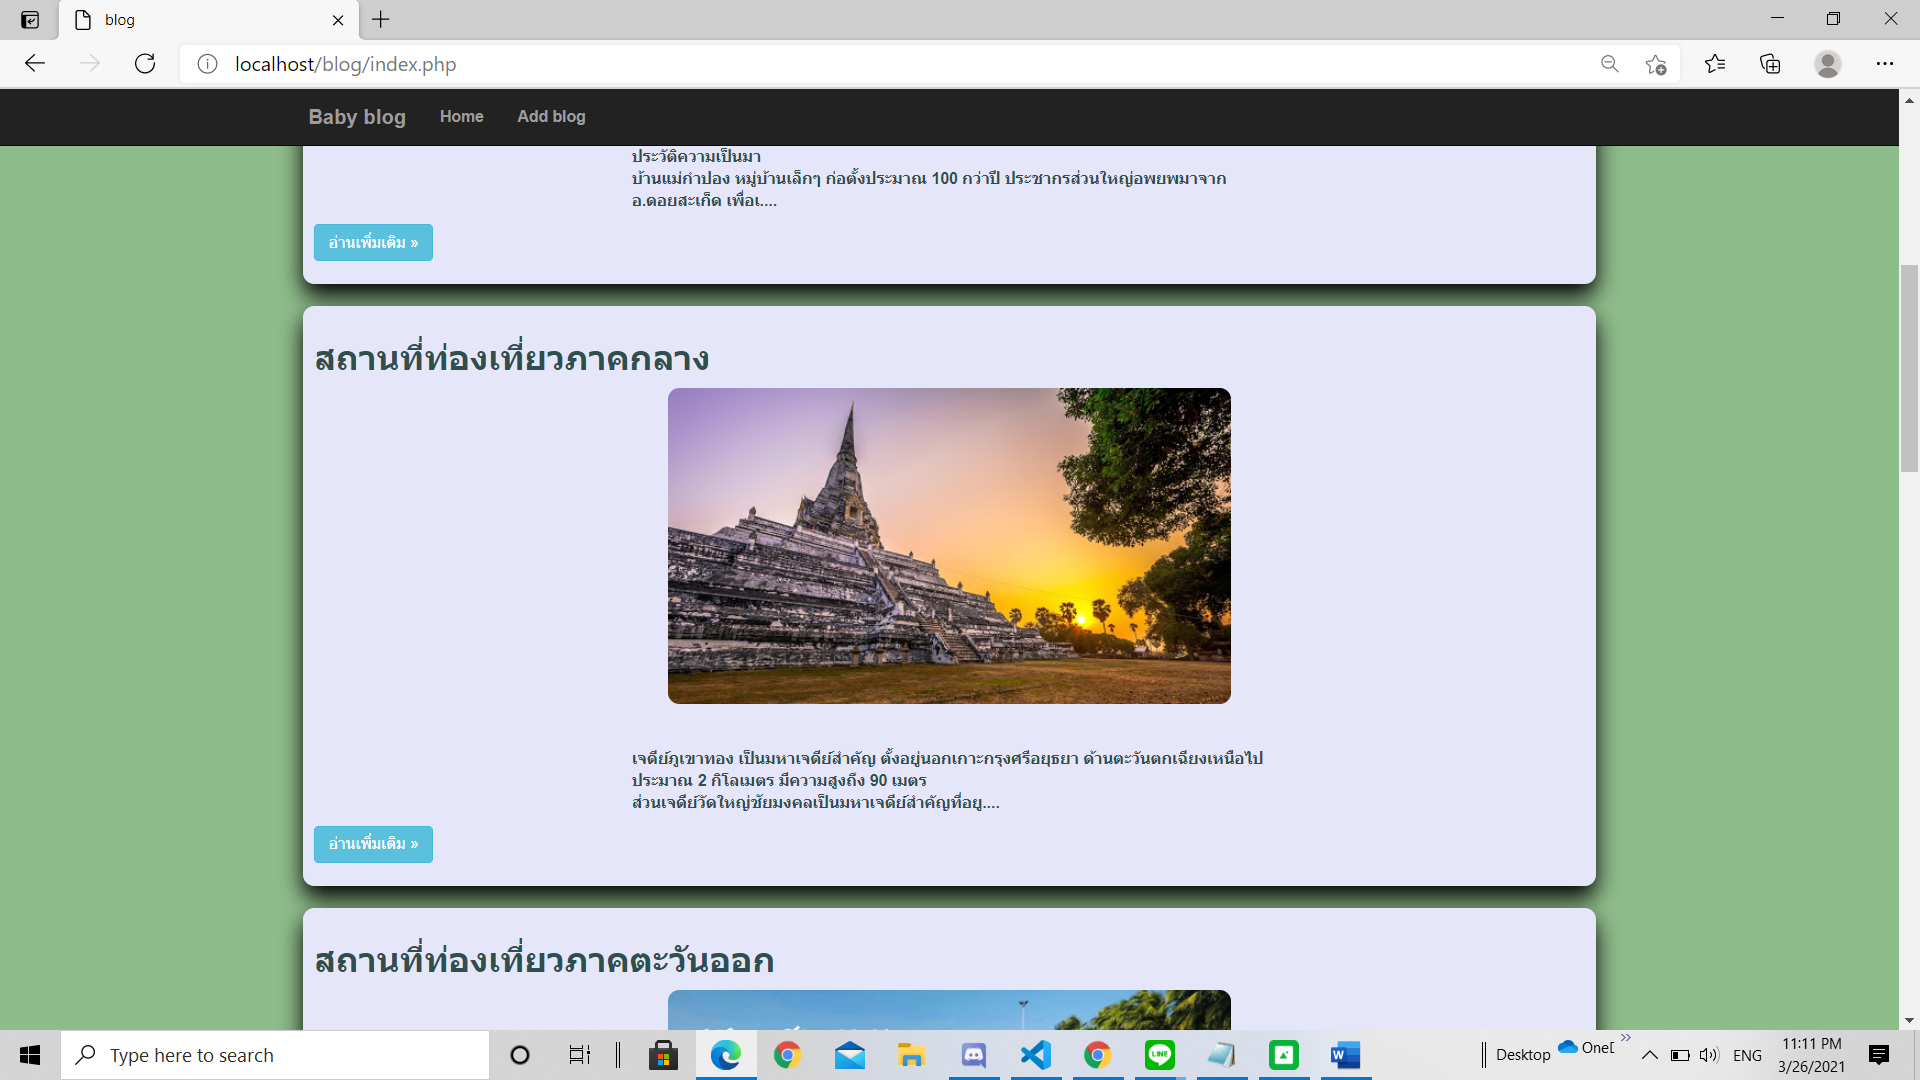 blog
localhost/blog/index.php
Baby blog Home Add blog
ประวัติความเป็นมา
บ้านแม่กำปอง หมู่บ้านเล็กๆ ก่อตั้งประมาณ 100 กว่าปี ประชากรส่วนใหญ่อพยพมาจาก
อ.ดอยสะเก็ด เพื่อเ....
อ่านเพิ่มเติม »
สถานที่ท่องเที่ยวภาคกลาง
เจดีย์ภูเขาทอง เป็นมหาเจดีย์สำคัญ ตั้งอยู่นอกเกาะกรุงศรีอยุธยา ด้านตะวันตกเฉียงเหนือไป
ประมาณ 2 กิโลเมตร มีความสูงถึง 90 เมตร
ส่วนเจดีย์วัดใหญ่ชัยมงคลเป็นมหาเจดีย์สำคัญที่อยู....
อ่านเพิ่มเติม »
สถานที่ท่องเที่ยวภาคตะวันออก
Type here to search
LINE
Desktop
ENG
11:11 PM
3/26/2021